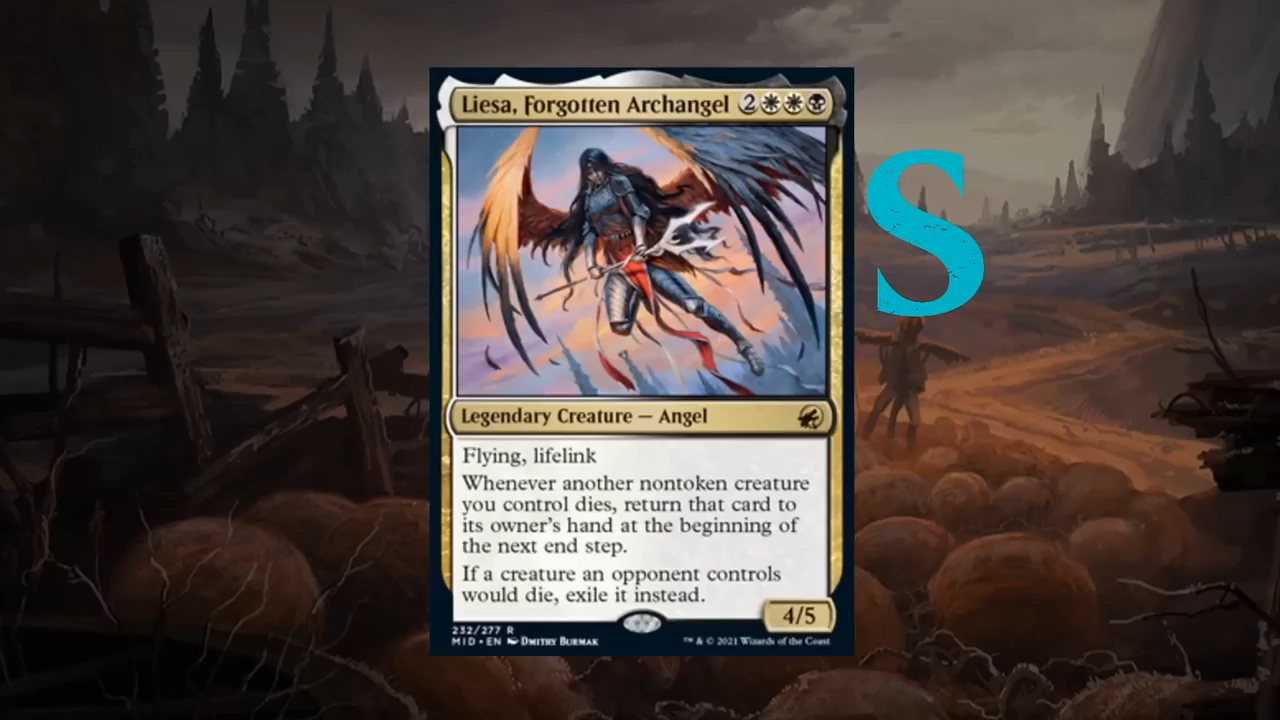 Liesa, Forgotten Archangel 2
S
Legendary Creature — Angel
Flying, lifelink
Whenever another nontoken creature
you control dies, return that card to
its owner's hand at the beginning of
the next end step.
If a creature an opponent controls
would die, exile it instead.
4/5
232/277 R
MID • EN Dmitry Burmak
™ & © 2021 Wizards of the Coast